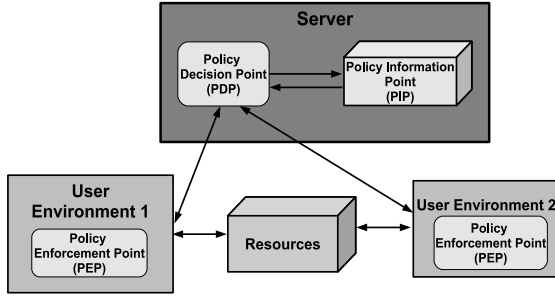 Server
Policy
Decision Point
(PDP)
Policy Information
Point
(PIP)
User
Environment 1
Policy
Enforcement Point
(PEP)
Resources
User Environment 2
Policy
Enforcement Point
(PEP)